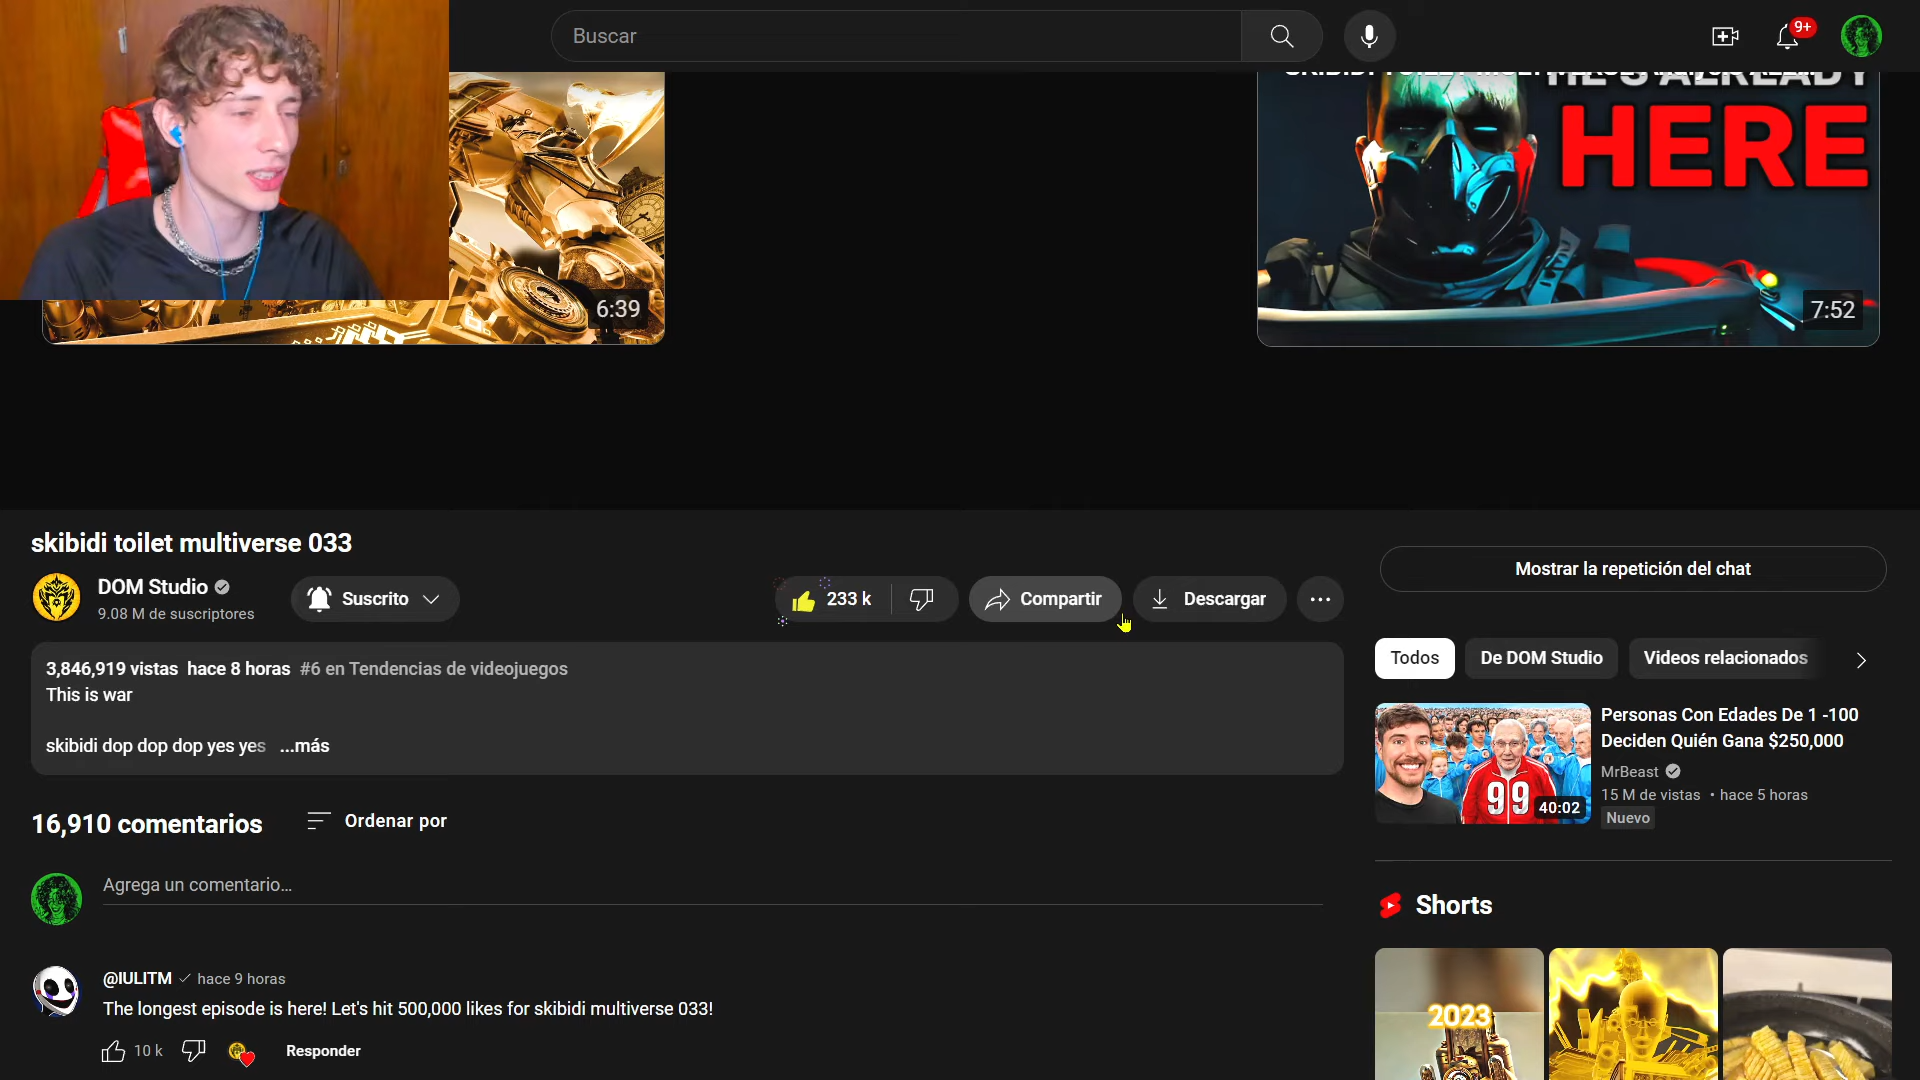 Buscar
9+
HE'S ALREADY
HERE
6:39
7:52
skibidi toilet multiverse 033
DOM Studio
9.08 M de suscriptores
Suscrito
233 k
Compartir
Descargar
Mostrar la repetición del chat
3,846,919 vistas hace 8 horas #6 en Tendencias de videojuegos
This is war
skibidi dop dop dop yes yes ...más
Todos
De DOM Studio
Videos relacionados
Personas Con Edades De 1 -100
Deciden Quién Gana $250,000
MrBeast
15 M de vistas • hace 5 horas
Nuevo
99
40:02
16,910 comentarios
Ordenar por
Agrega un comentario...
Shorts
@IULITM hace 9 horas
The longest episode is here! Let's hit 500,000 likes for skibidi multiverse 033!
10 k
Responder
2023